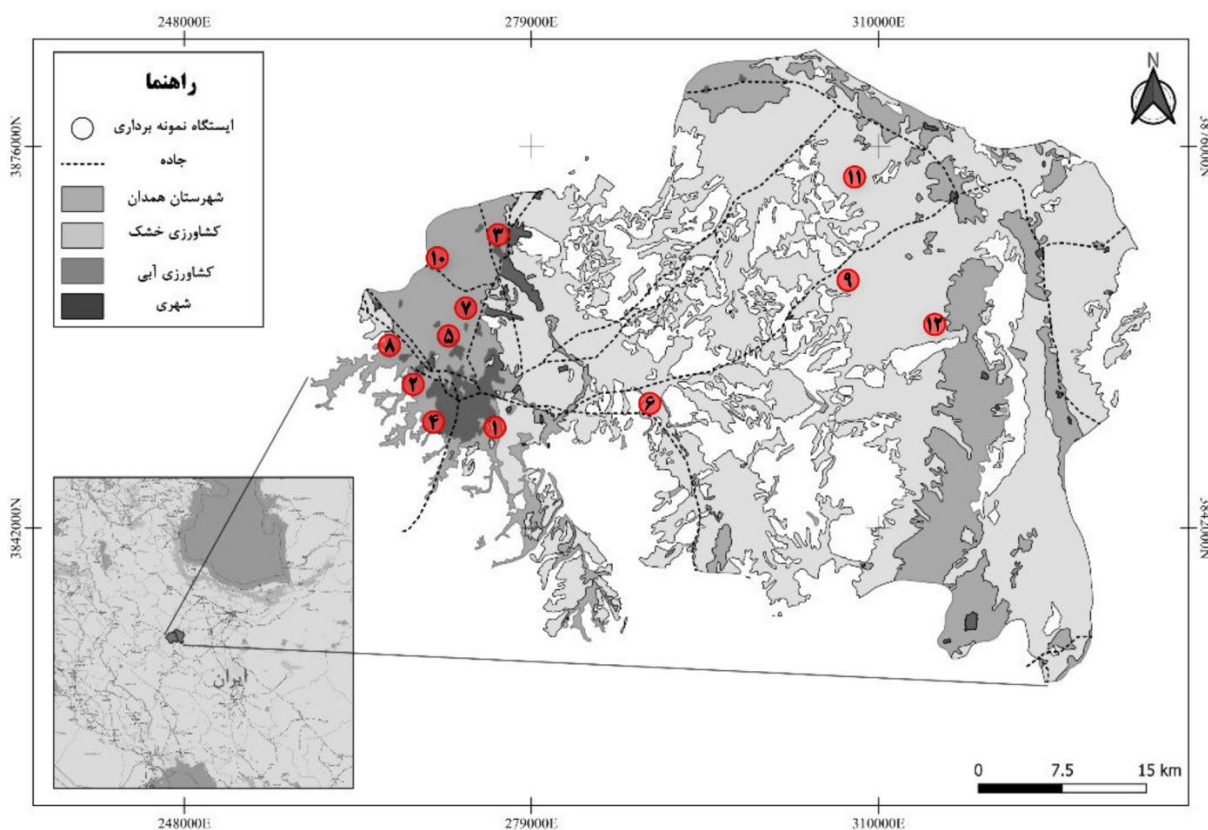 248000E 279000E 310000E
راهنما
ایستگاه نمونه برداری
جاده
شهرستان همدان
کشاورزی خشک
کشاورزی آبی
شهری
N
3876000N 3876000N
۱۱
۳
۱۰
۹
۷
۱۲
۵
۸
۲
۶
۴
۱
3842000N 3842000N
ایران
0 7.5 15 km
248000E 279000E 310000E